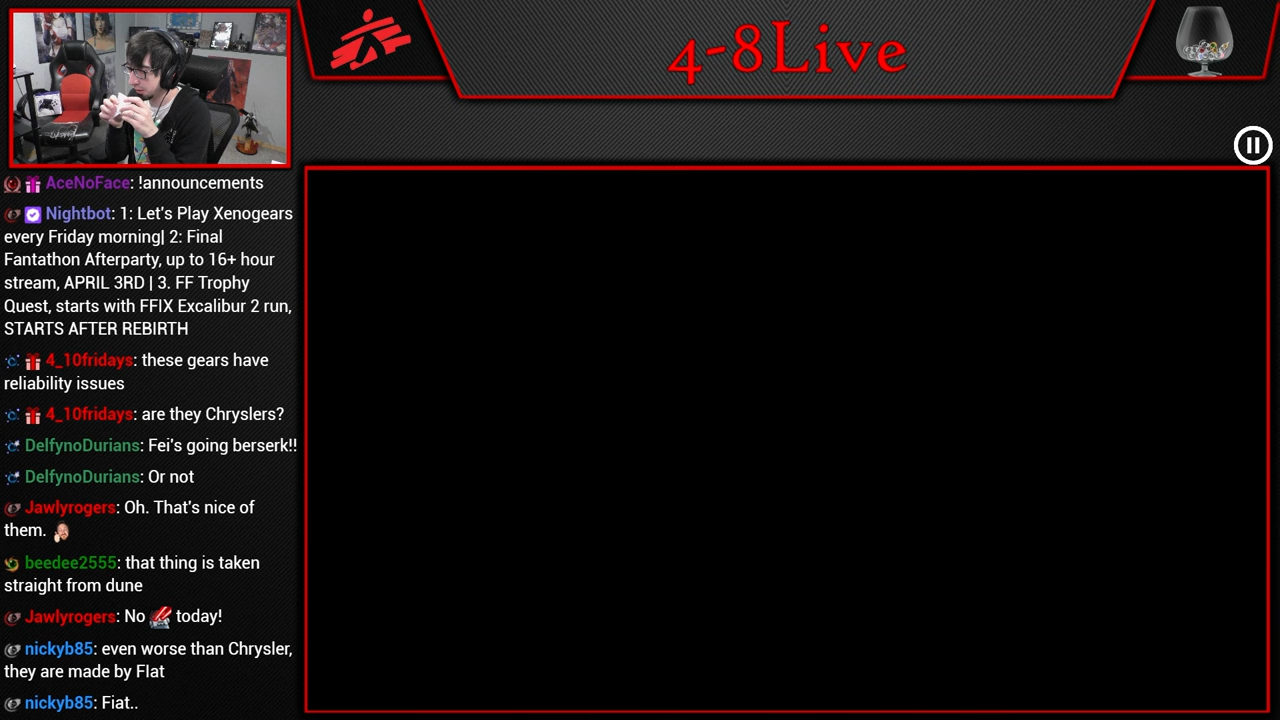 4-8Live
AceNoFace: !announcements
Nightbot: 1: Let's Play Xenogears
every Friday morning| 2: Final
Fantathon Afterparty, up to 16+ hour
stream, APRIL 3RD | 3. FF Trophy
Quest, starts with FFIX Excalibur 2 run,
STARTS AFTER REBIRTH
4_10fridays: these gears have
reliability issues
4_10fridays: are they Chryslers?
DelfynoDurians: Fei's going berserk!!
DelfynoDurians: Or not
Jawlyrogers: Oh. That's nice of
them.
beedee2555: that thing is taken
straight from dune
Jawlyrogers: No today!
nickyb85: even worse than Chrysler,
they are made by FIat
nickyb85: Fiat..